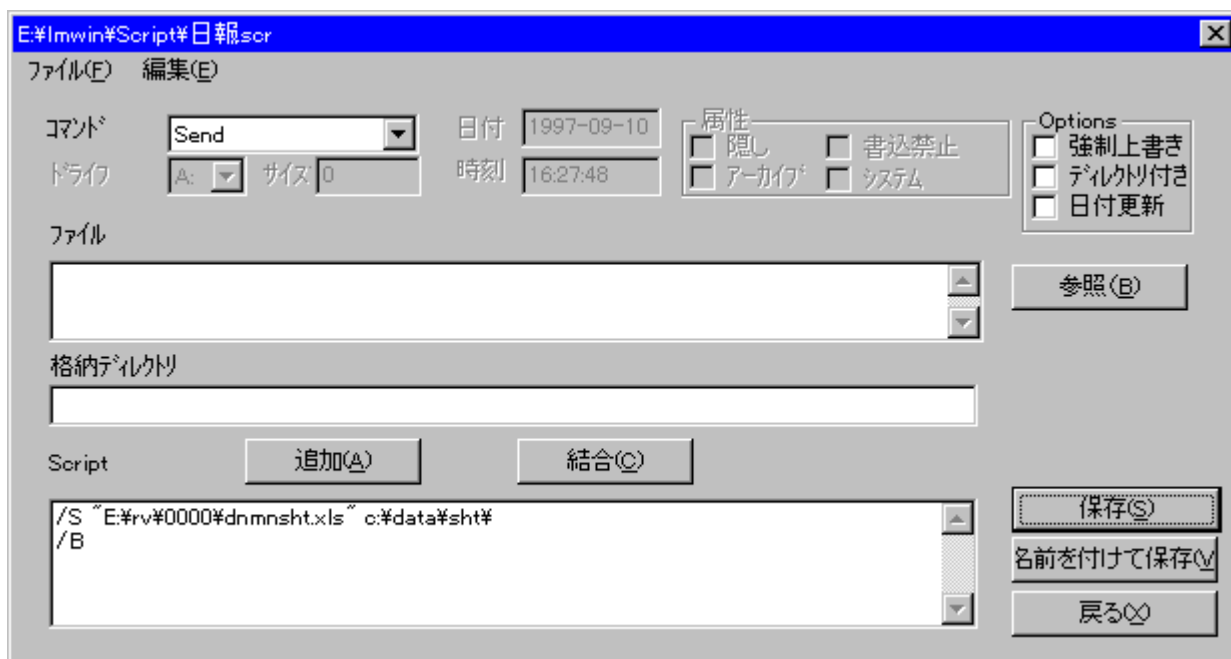 E:¥Imwin¥Script¥日報scr
ファイル(F) 編集(E)
コマンド Send 日付 1997-09-10 属性 Options
隠し 書込禁止 強制上書き
ドライブ A: サイズ 0 時刻 16:27:48 アーカイブ システム ディレクトリ付き
日付更新
ファイル
参照(B)
格納ディレクトリ
Script 追加(A) 結合(C)
/S "E:¥rv¥0000¥dnmnsht.xls" c:¥data¥sht¥
/B
保存(S)
名前を付けて保存(V
戻る(X)